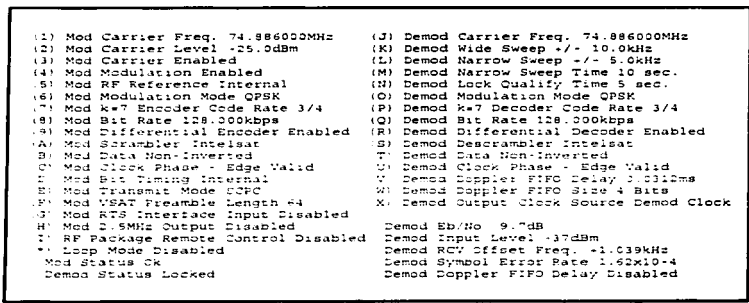 (1) Mod Carrier Freq. 74.886000MHz
(2) Mod Carrier Level -25.0dBm
(3) Mod Carrier Enabled
(4) Mod Modulation Enabled
(5) Mod RF Reference Internal
(6) Mod Modulation Mode QPSK
(7) Mod k=7 Encoder Code Rate 3/4
(8) Mod Bit Rate 128.000kbps
(9) Mod Differential Encoder Enabled
(A) Mod Scrambler Intelsat
(B) Mod Data Non-Inverted
(C) Mod Clock Phase - Edge Valid
(D) Mod Bit Timing Internal
(E) Mod Transmit Mode SCPC
(F) Mod VSAT Preamble Length 64
(G) Mod RTS Interface Input Disabled
(H) Mod 2.5MHz Output Disabled
(I) RF Package Remote Control Disabled
(*) Loop Mode Disabled
Mod Status Ok
Demod Status Locked
(J) Demod Carrier Freq. 74.886000MHz
(K) Demod Wide Sweep +/- 10.0kHz
(L) Demod Narrow Sweep +/- 5.0kHz
(M) Demod Narrow Sweep Time 10 sec.
(N) Demod Lock Qualify Time 5 sec.
(O) Demod Modulation Mode QPSK
(P) Demod k=7 Decoder Code Rate 3/4
(Q) Demod Bit Rate 128.000kbps
(R) Demod Differential Decoder Enabled
(S) Demod Descrambler Intelsat
(T) Demod Data Non-Inverted
(U) Demod Clock Phase - Edge Valid
(V) Demod Doppler FIFO Delay 0.0312ms
(W) Demod Doppler FIFO Size 4 Bits
(X) Demod Output Clock Source Demod Clock
Demod Eb/No 9.7dB
Demod Input Level -37dBm
Demod RCV Offset Freq. +1.039kHz
Demod Symbol Error Rate 1.62x10-4
Demod Doppler FIFO Delay Disabled